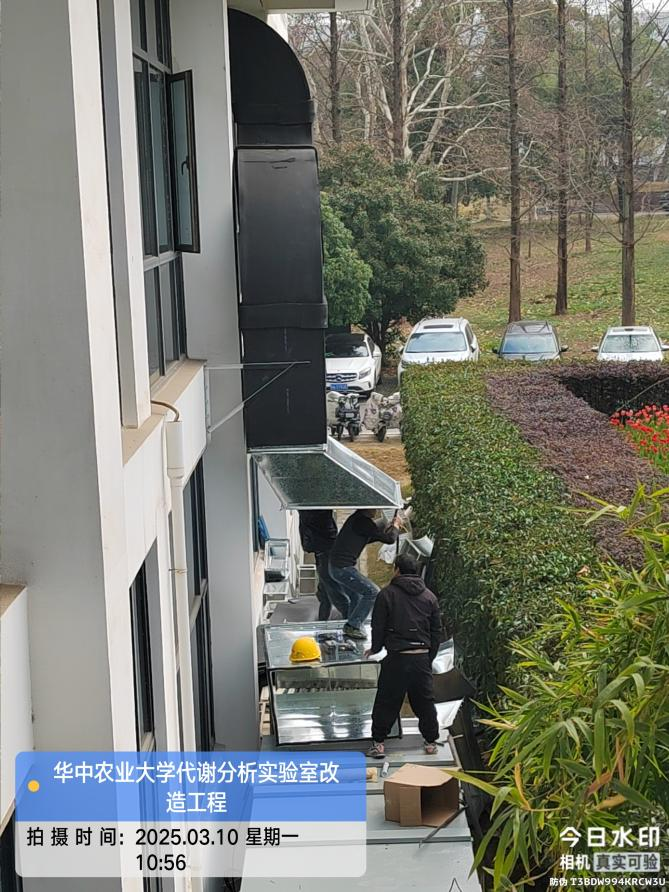 华中农业大学代谢分析实验室改
造工程
拍摄时间: 2025.03.10 星期一
10:56
今日水印
相机 真实可验
防伪 T3BDW994KRCW3U